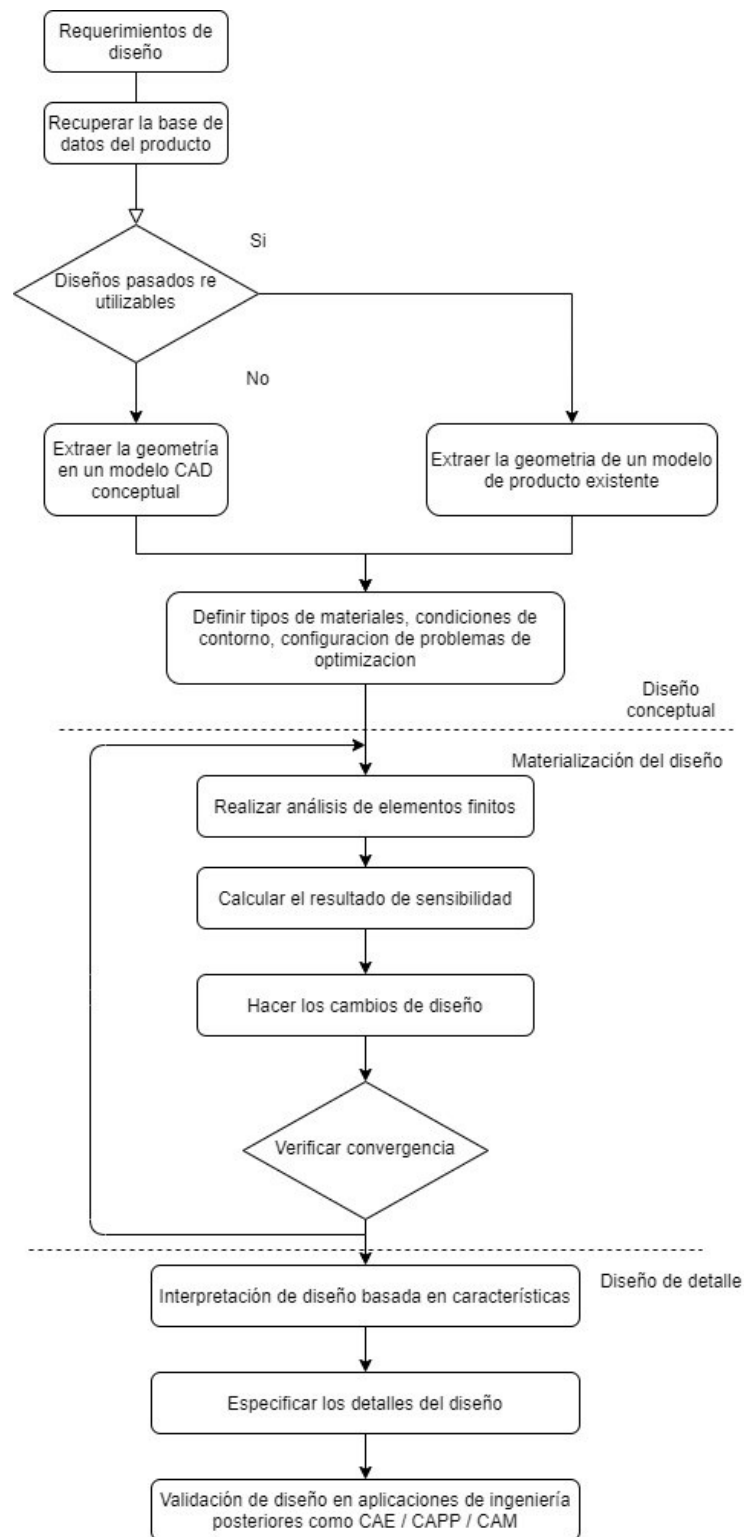 Requerimientos de
diseño
Recuperar la base de
datos del producto
Si
Diseños pasados re
utilizables
No
Extraer la geometría
en un modelo CAD
conceptual
Extraer la geometria de un modelo
de producto existente
Definir tipos de materiales, condiciones de
contorno, configuracion de problemas de
optimizacion
Diseño
conceptual
Materialización del diseño
Realizar análisis de elementos finitos
Calcular el resultado de sensibilidad
Hacer los cambios de diseño
Verificar convergencia
Diseño de detalle
Interpretación de diseño basada en características
Especificar los detalles del diseño
Validación de diseño en aplicaciones de ingeniería
posteriores como CAE / CAPP / CAM